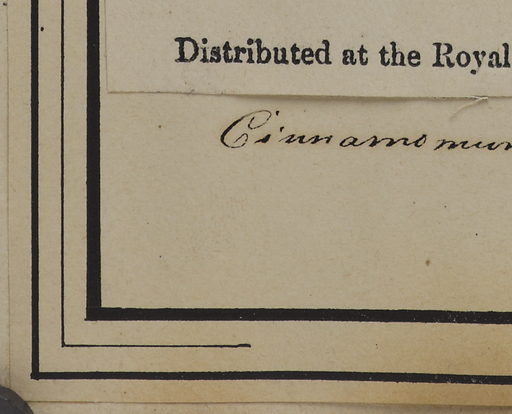 Distributed at the Royal
Cinnamomum